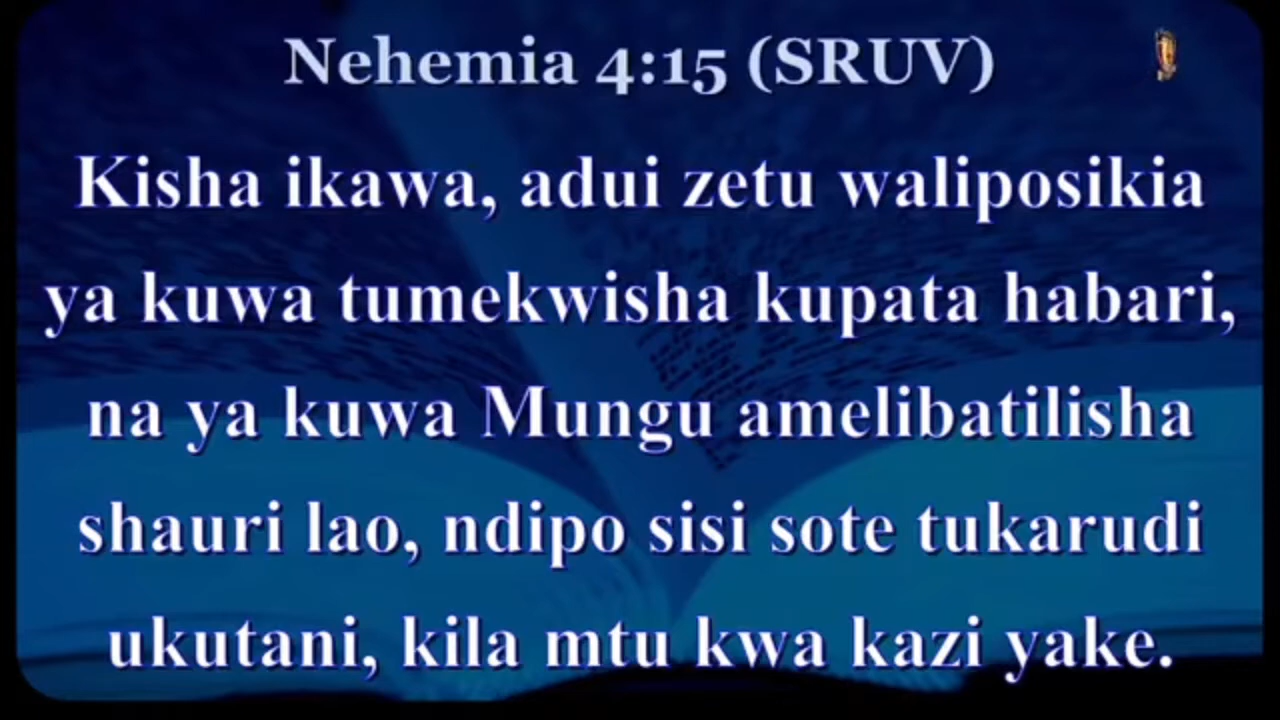 Nehemia 4:15 (SRUV)
Kisha ikawa, adui zetu waliposikia
ya kuwa tumekwisha kupata habari,
na ya kuwa Mungu amelibatilisha
shauri lao, ndipo sisi sote tukarudi
ukutani, kila mtu kwa kazi yake.